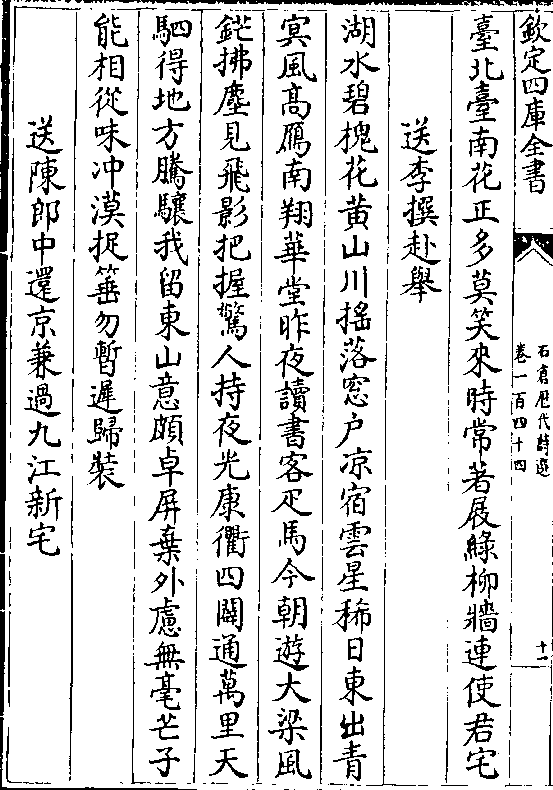 欽定四庫全書
石倉歷代詩選
卷一百四十四
十一
臺北臺南花正多莫笑來時常著屐綠柳牆連使君宅
送李撰赴舉
湖水碧槐花黄山川摇落窓户凉宿雲星稀日東出青
㝠風髙鴈南翔華堂昨夜讀書客疋馬今朝遊大梁風
鋩拂塵見飛影把握驚人持夜光康衢四闢通萬里天
駟得地方騰驤我留東山意頗卓屏棄外慮無毫芒子
能相從味冲漠捉箠勿暫遲歸裝
送陳郎中還京兼過九江新宅